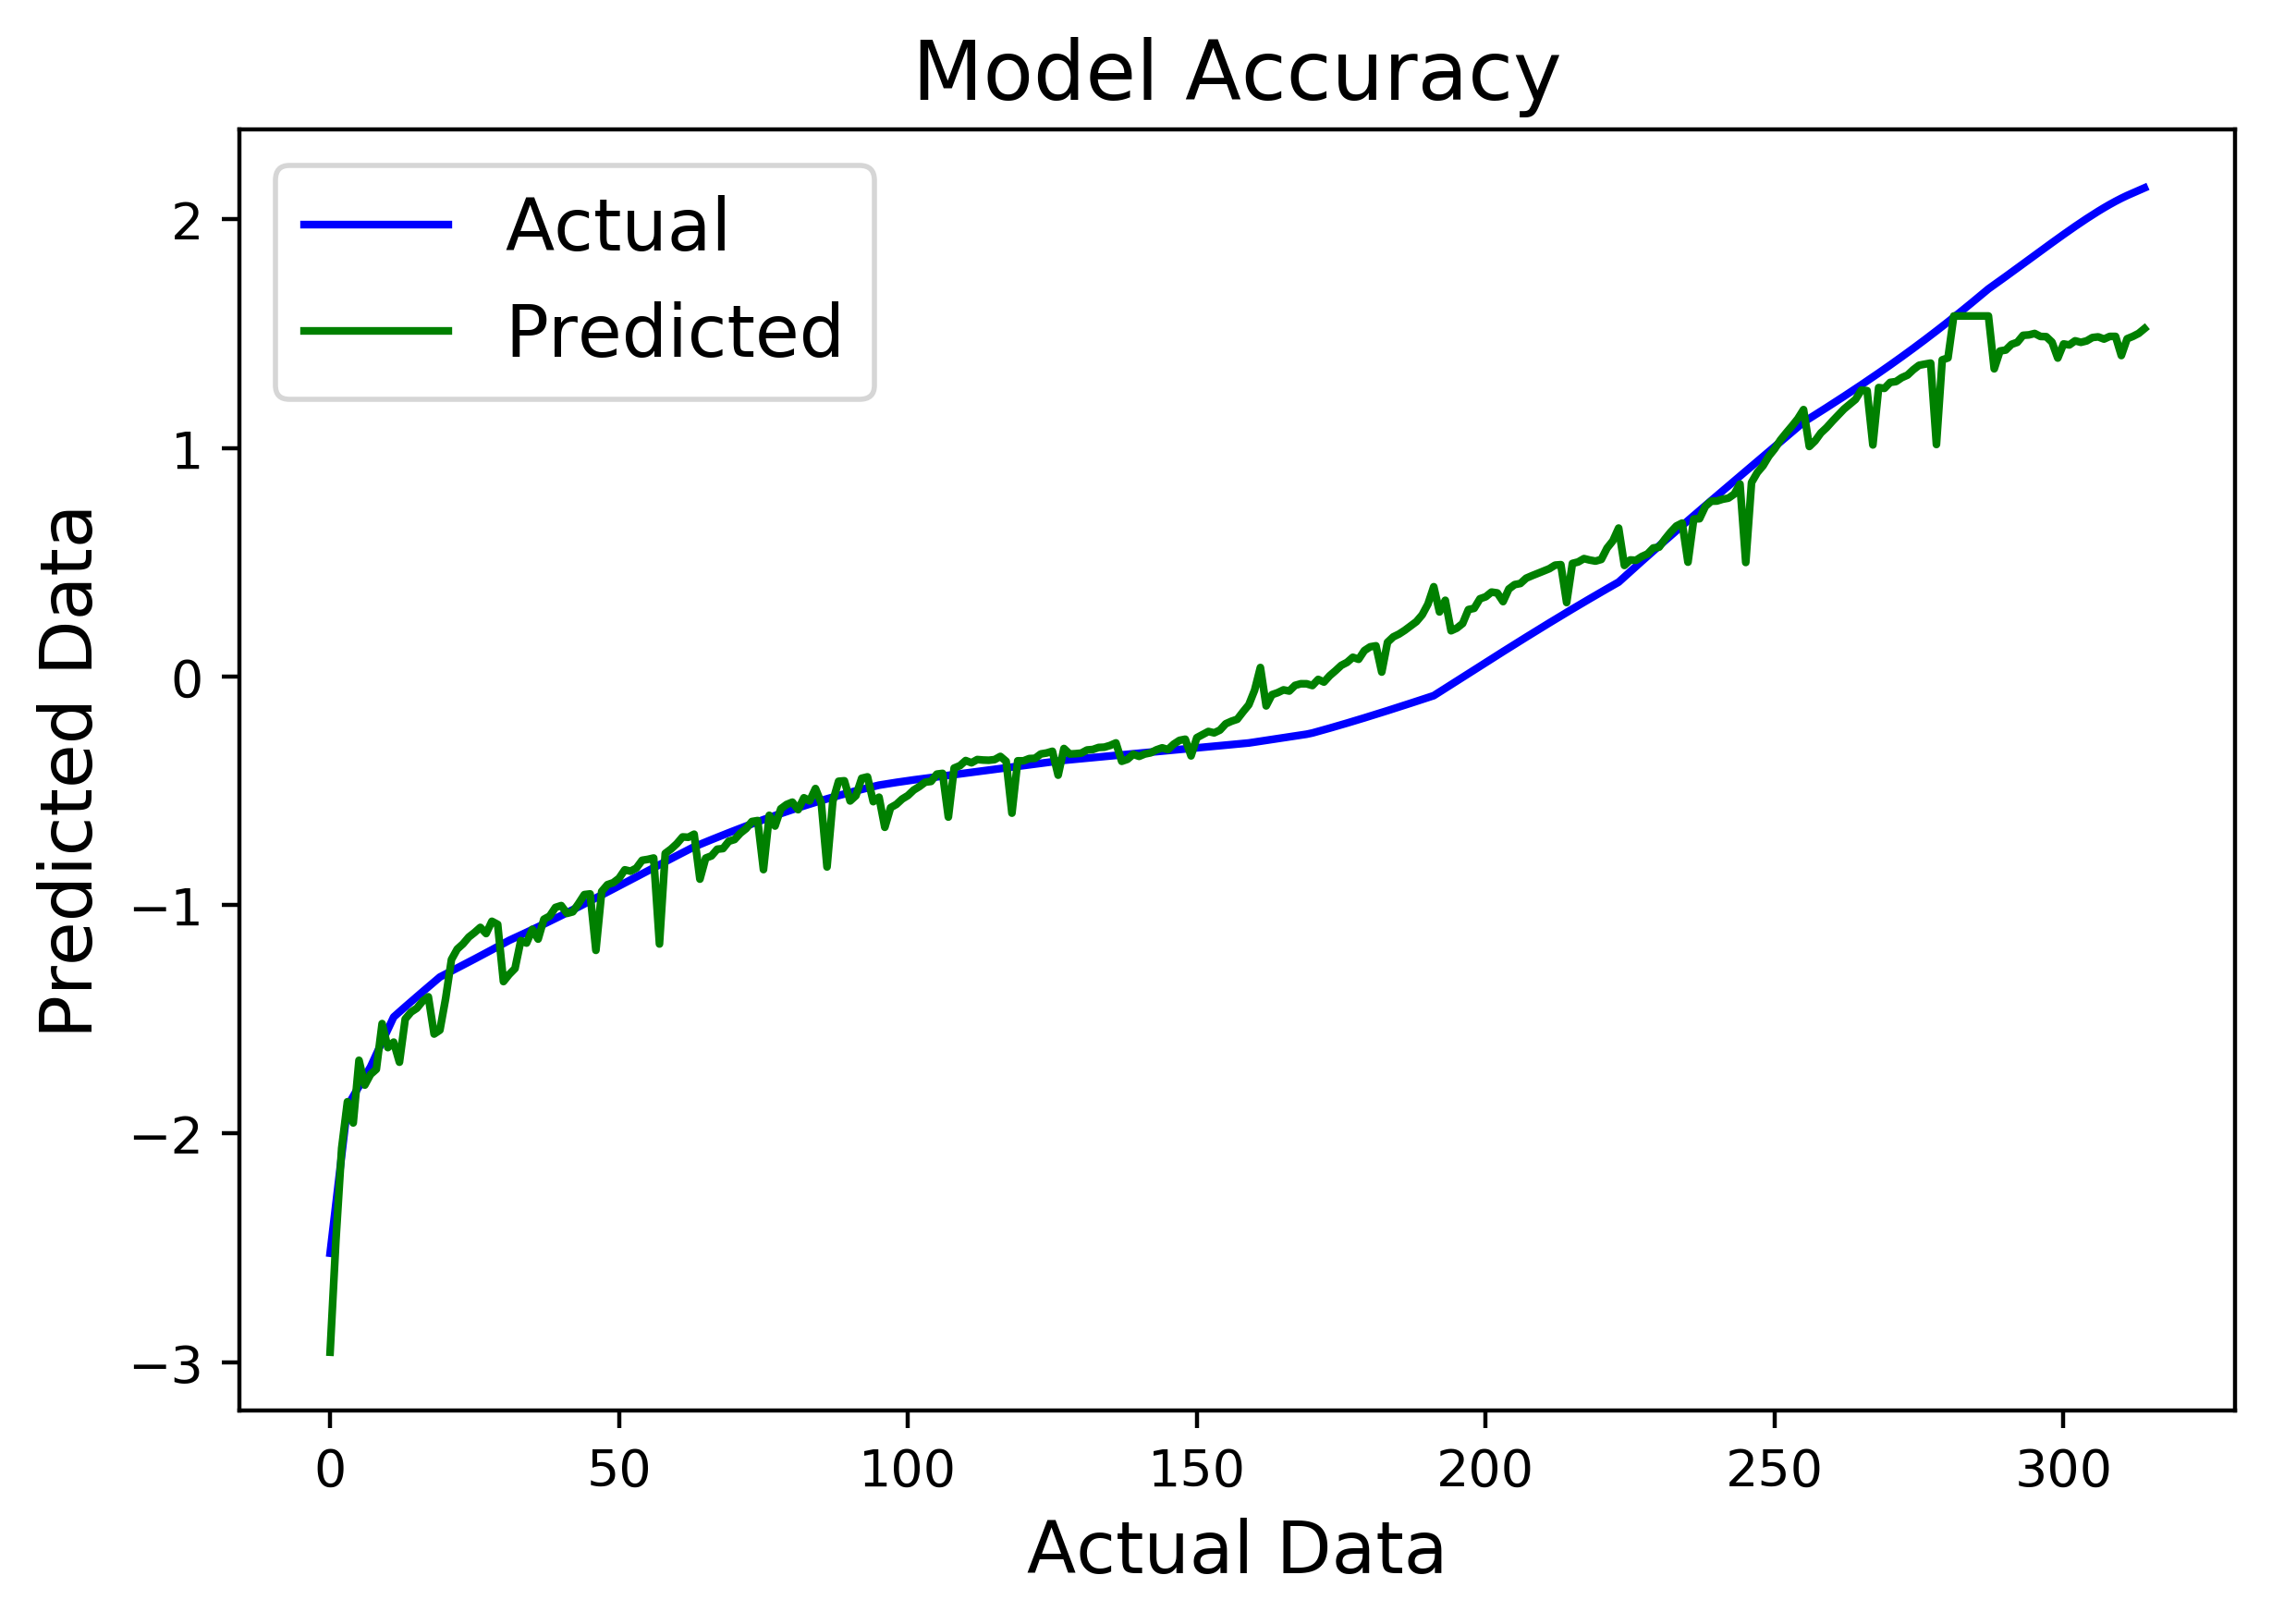 Model Accuracy
Actual
Predicted
2
1
0
−1
−2
−3
Predicted Data
0 50 100 150 200 250 300
Actual Data